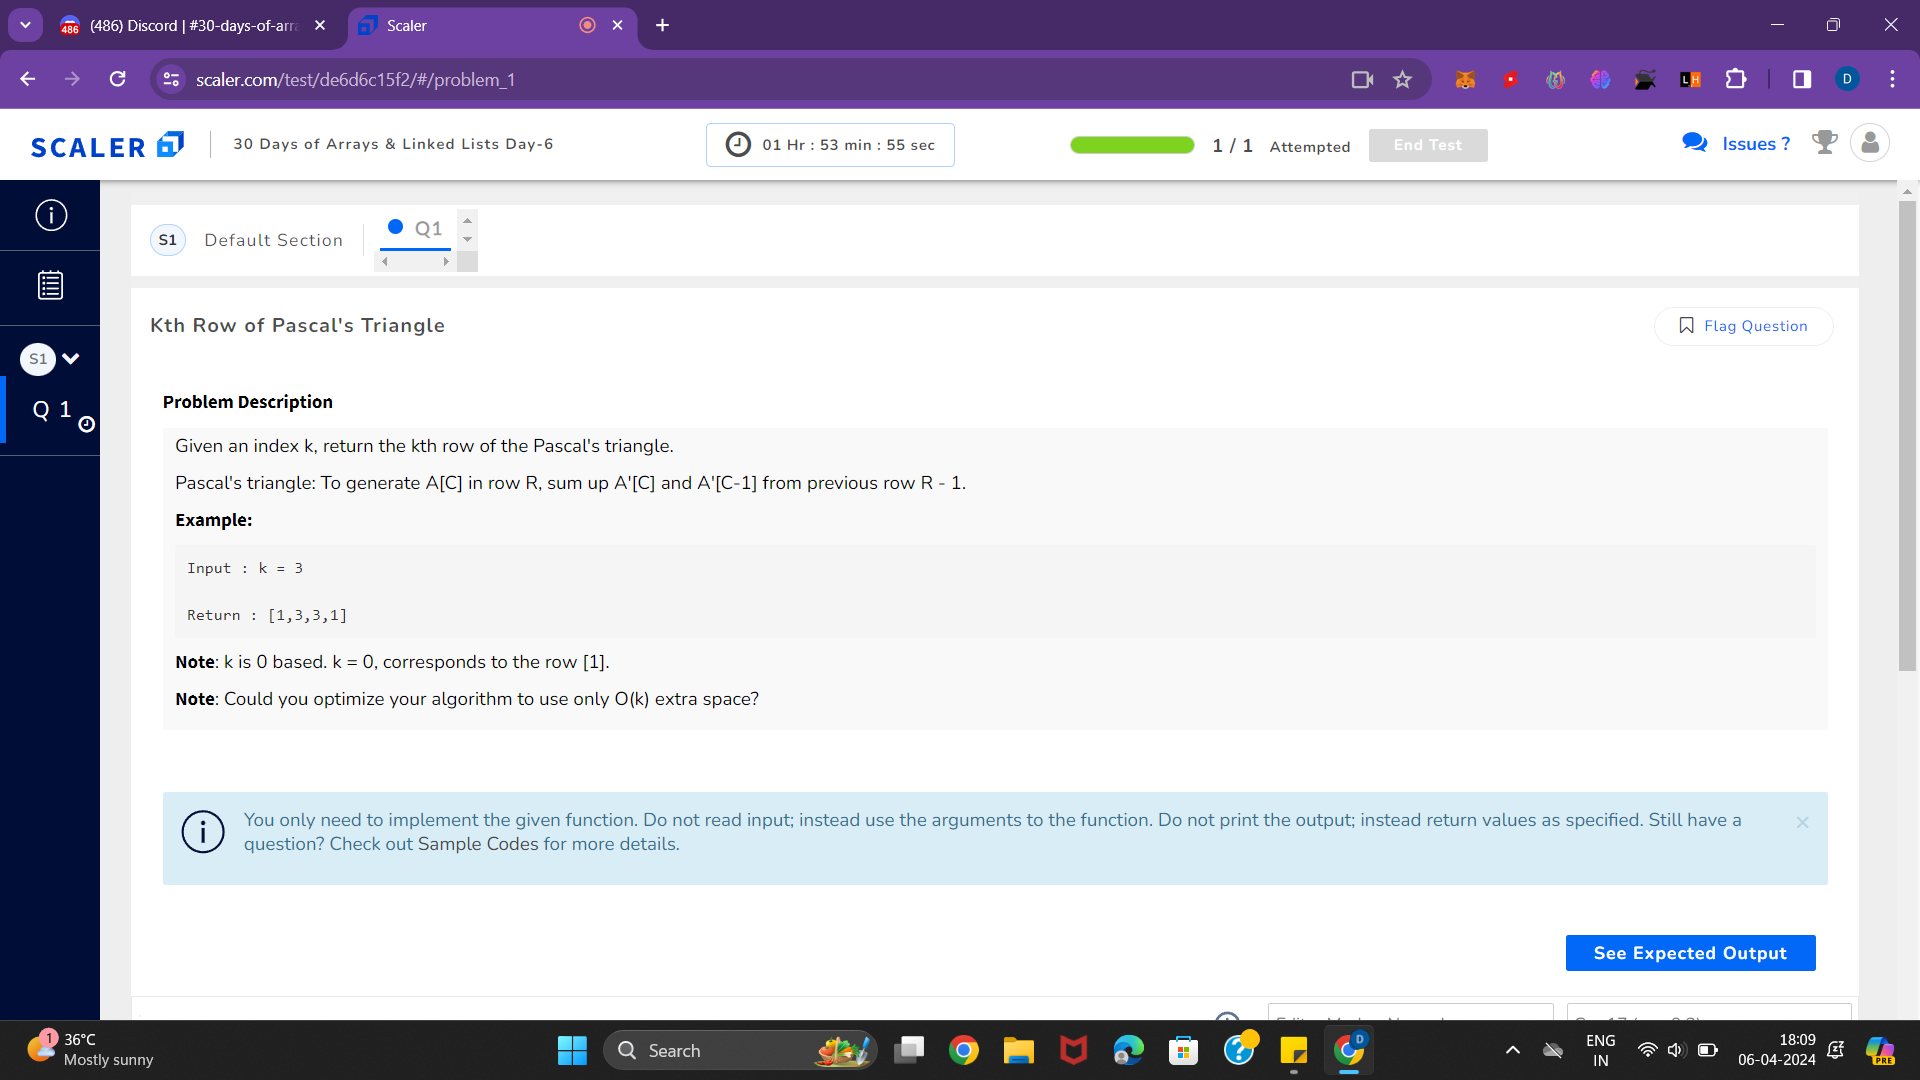 (486) Discord | #30-days-of-arra
Scaler
scaler.com/test/de6d6c15f2/#/problem_1
SCALER
30 Days of Arrays & Linked Lists Day-6
01 Hr : 53 min : 55 sec
1 / 1 Attempted
End Test
Issues ?
S1 Default Section
Q1
S1
Q 1
Kth Row of Pascal's Triangle
Flag Question
Problem Description
Given an index k, return the kth row of the Pascal's triangle.
Pascal's triangle: To generate A[C] in row R, sum up A'[C] and A'[C-1] from previous row R - 1.
Example:
Input : k = 3
Return : [1,3,3,1]
Note: k is 0 based. k = 0, corresponds to the row [1].
Note: Could you optimize your algorithm to use only O(k) extra space?
You only need to implement the given function. Do not read input; instead use the arguments to the function. Do not print the output; instead return values as specified. Still have a
question? Check out Sample Codes for more details.
See Expected Output
1
36°C
Mostly sunny
Search
D
ENG
IN
18:09
06-04-2024
PRE